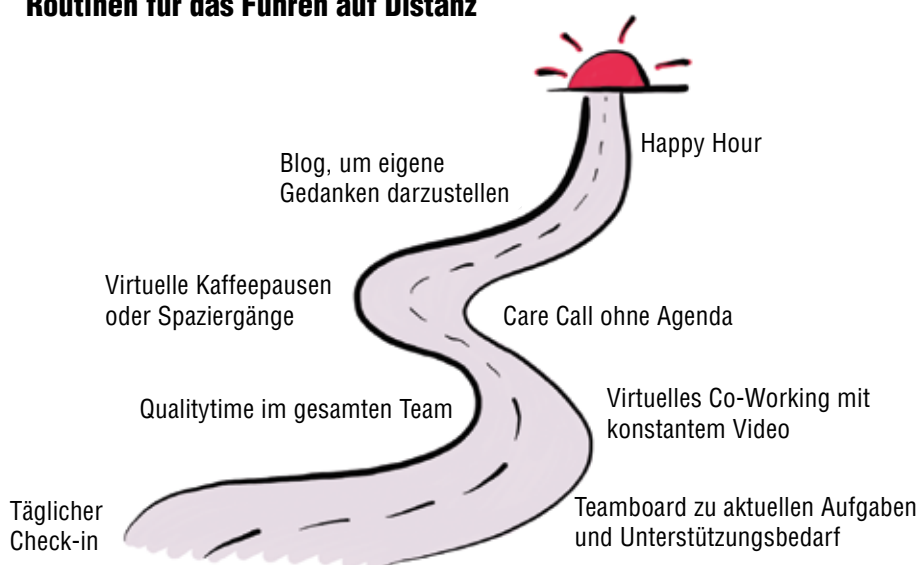 Routinen für das Führen auf Distanz
Happy Hour
Blog, um eigene
Gedanken darzustellen
Virtuelle Kaffeepausen
oder Spaziergänge
Care Call ohne Agenda
Qualitytime im gesamten Team
Virtuelles Co-Working mit
konstantem Video
Täglicher
Check-in
Teamboard zu aktuellen Aufgaben
und Unterstützungsbedarf